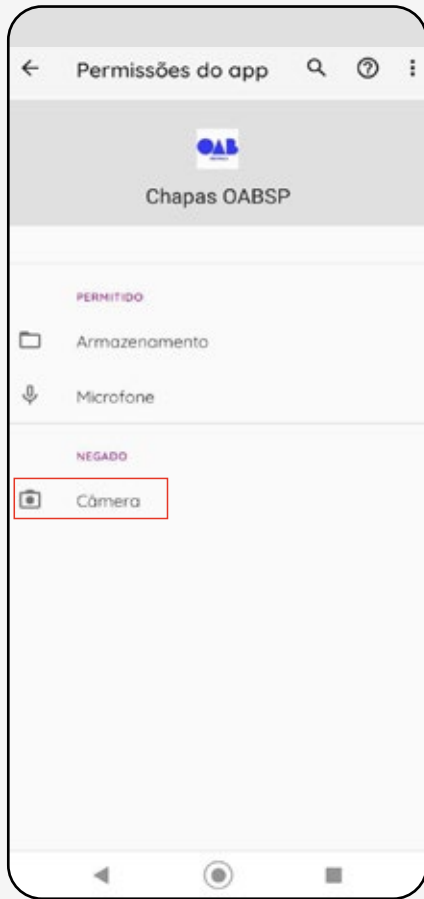 Permissões do app
OAB
Chapas OABSP
PERMITIDO
Armazenamento
Microfone
NEGADO
Câmera